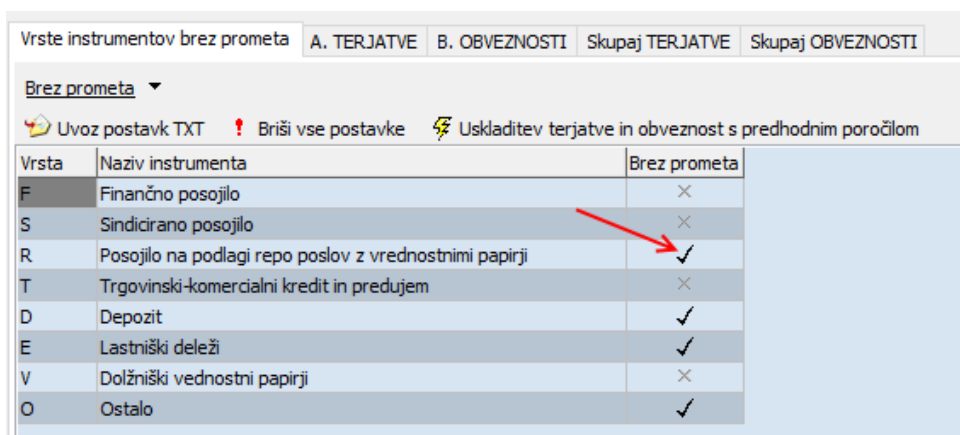 Vrste instrumentov brez prometa A. TERJATVE B. OBVEZNOSTI Skupaj TERJATVE Skupaj OBVEZNOSTI
Brez prometa
Uvoz postavk TXT Briši vse postavke Uskladitev terjatve in obveznost s predhodnim poročilom
Vrsta Naziv instrumenta Brez prometa
F Finančno posojilo
S Sindicirano posojilo
R Posojilo na podlagi repo poslov z vrednostnimi papirji
T Trgovinski-komercialni kredit in predujem
D Depozit
E Lastniški deleži
V Dolžniški vednostni papirji
O Ostalo